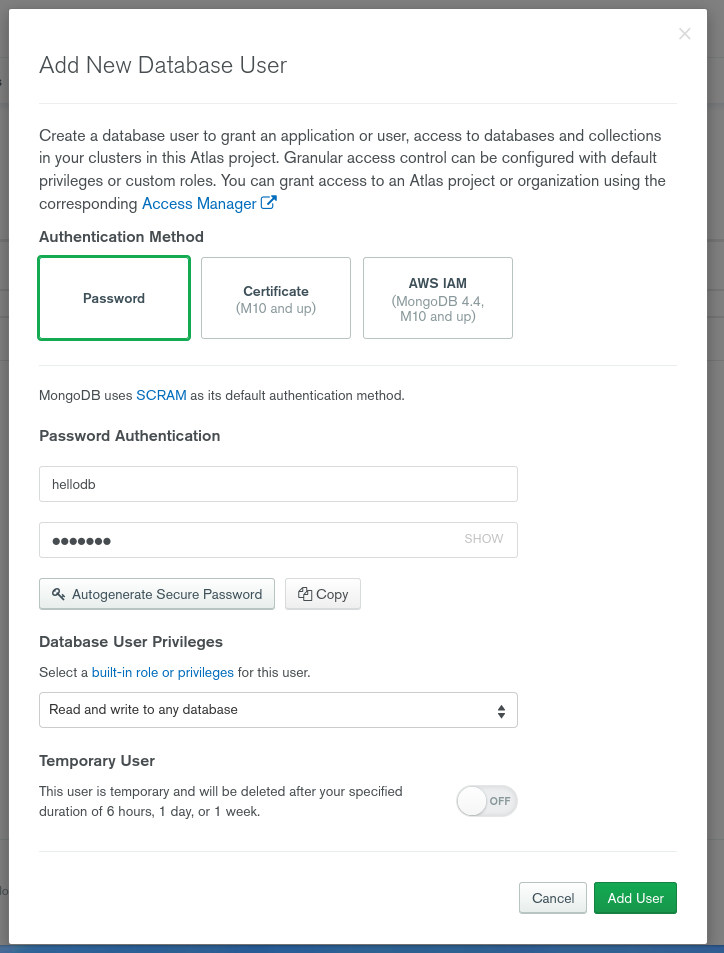 ×
Add New Database User
Create a database user to grant an application or user, access to databases and collections
in your clusters in this Atlas project. Granular access control can be configured with default
privileges or custom roles. You can grant access to an Atlas project or organization using the
corresponding Access Manager
Authentication Method
Password
Certificate
(M10 and up)
AWS IAM
(MongoDB 4.4,
M10 and up)
MongoDB uses SCRAM as its default authentication method.
Password Authentication
hellodb
●●●●●●● SHOW
Autogenerate Secure Password
Copy
Database User Privileges
Select a built-in role or privileges for this user.
Read and write to any database
Temporary User
This user is temporary and will be deleted after your specified
duration of 6 hours, 1 day, or 1 week.
OFF
Cancel
Add User